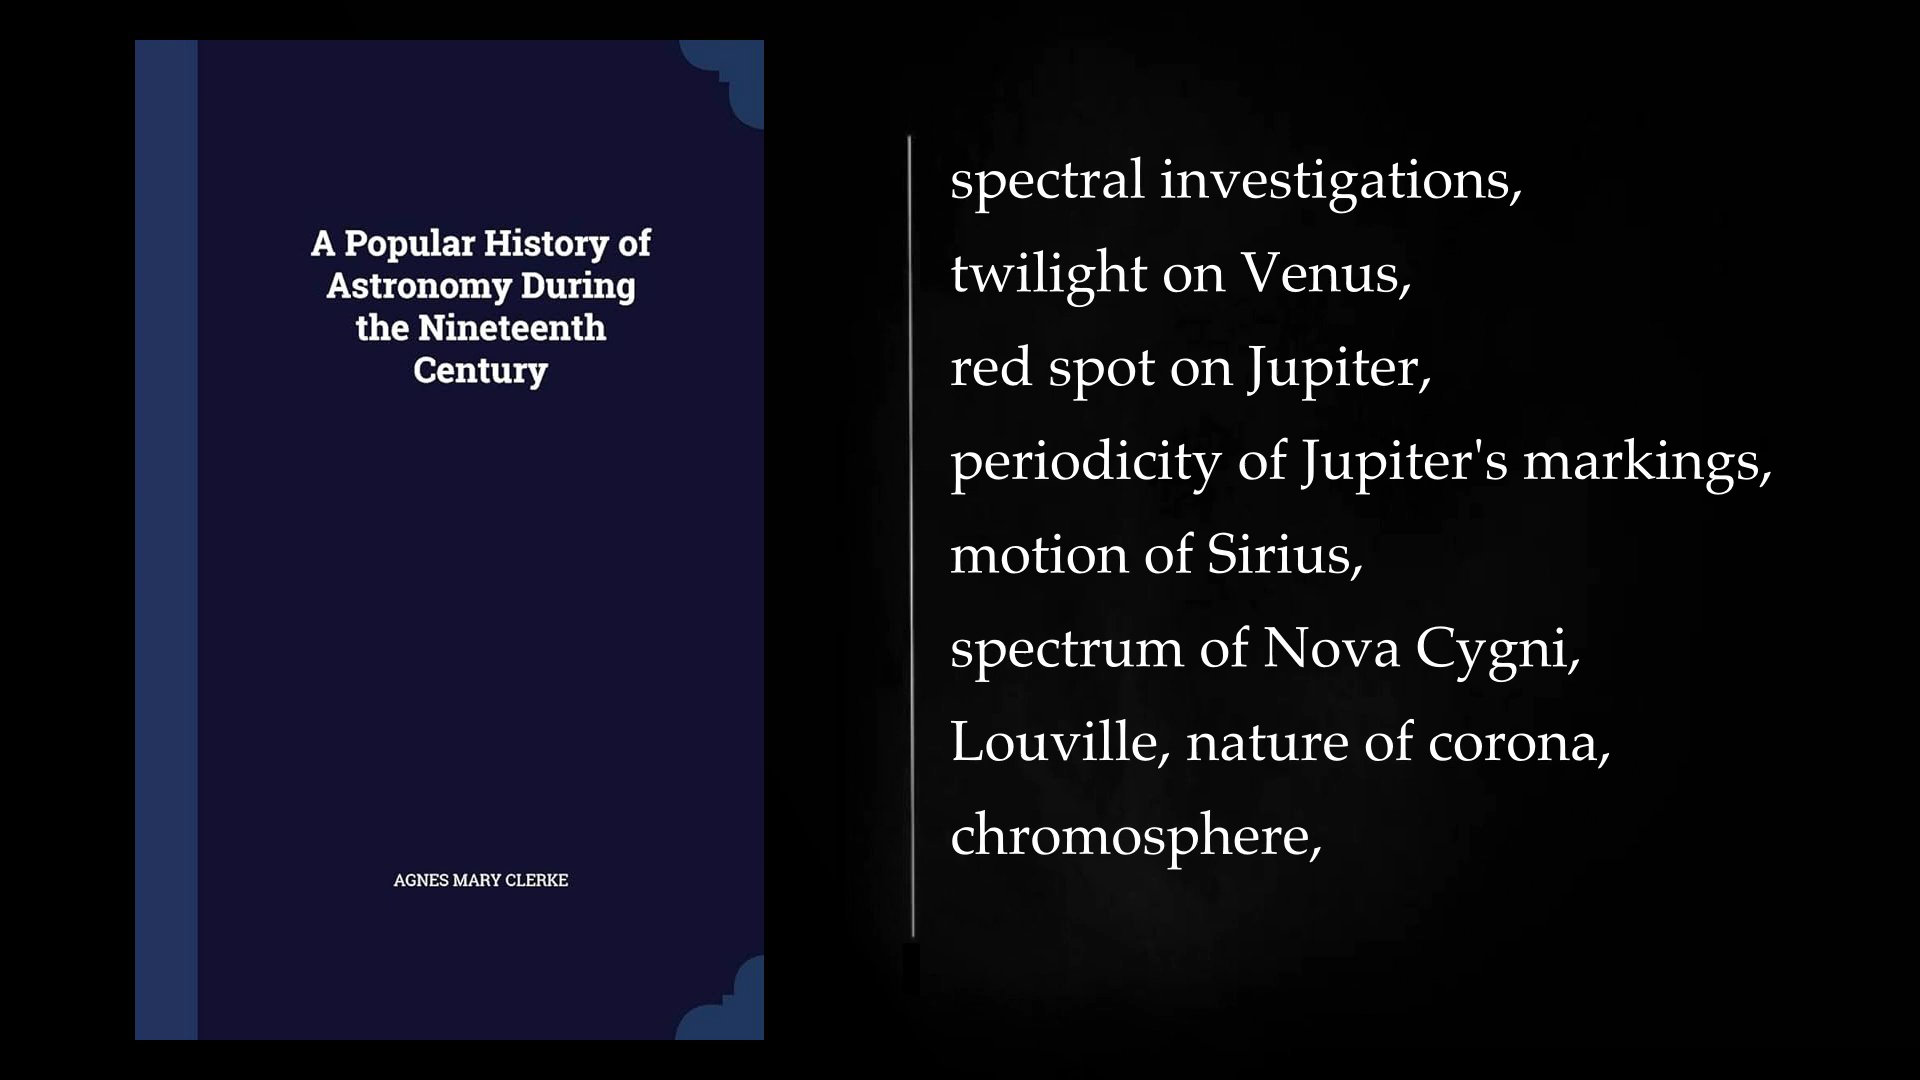 A Popular History of
Astronomy During
the Nineteenth
Century
AGNES MARY CLERKE
spectral investigations,
twilight on Venus,
red spot on Jupiter,
periodicity of Jupiter's markings,
motion of Sirius,
spectrum of Nova Cygni,
Louville, nature of corona,
chromosphere,